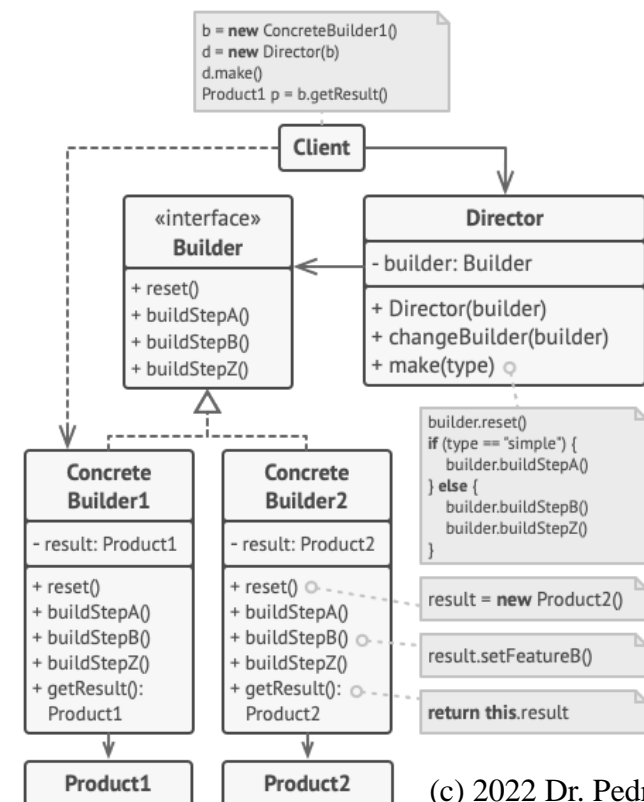 b = new ConcreteBuilder1()
d = new Director(b)
d.make()
Product1 p = b.getResult()
Client
«interface»
Builder
+ reset()
+ buildStepA()
+ buildStepB()
+ buildStepZ()
Director
- builder: Builder
+ Director(builder)
+ changeBuilder(builder)
+ make(type)
builder.reset()
if (type == "simple") {
builder.buildStepA()
} else {
builder.buildStepB()
builder.buildStepZ()
}
Concrete
Builder1
- result: Product1
+ reset()
+ buildStepA()
+ buildStepB()
+ buildStepZ()
+ getResult():
Product1
Concrete
Builder2
- result: Product2
+ reset()
+ buildStepA()
+ buildStepB()
+ buildStepZ()
+ getResult():
Product2
result = new Product2()
result.setFeatureB()
return this.result
Product1
Product2
(c) 2022 Dr.